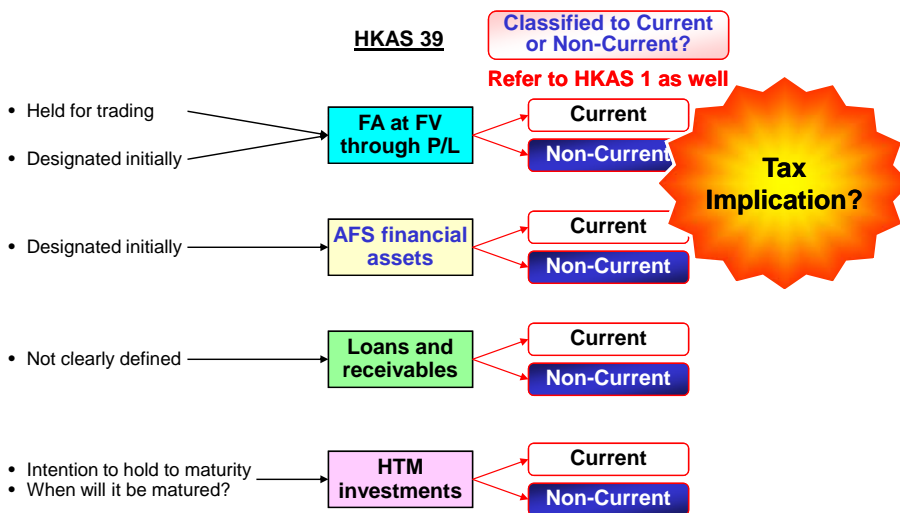 HKAS 39
Classified to Current
or Non-Current?
Refer to HKAS 1 as well
• Held for trading
• Designated initially
FA at FV
through P/L
Current
Non-Current
Tax
Implication?
• Designated initially
AFS financial
assets
Current
Non-Current
• Not clearly defined
Loans and
receivables
Current
Non-Current
• Intention to hold to maturity
• When will it be matured?
HTM
investments
Current
Non-Current